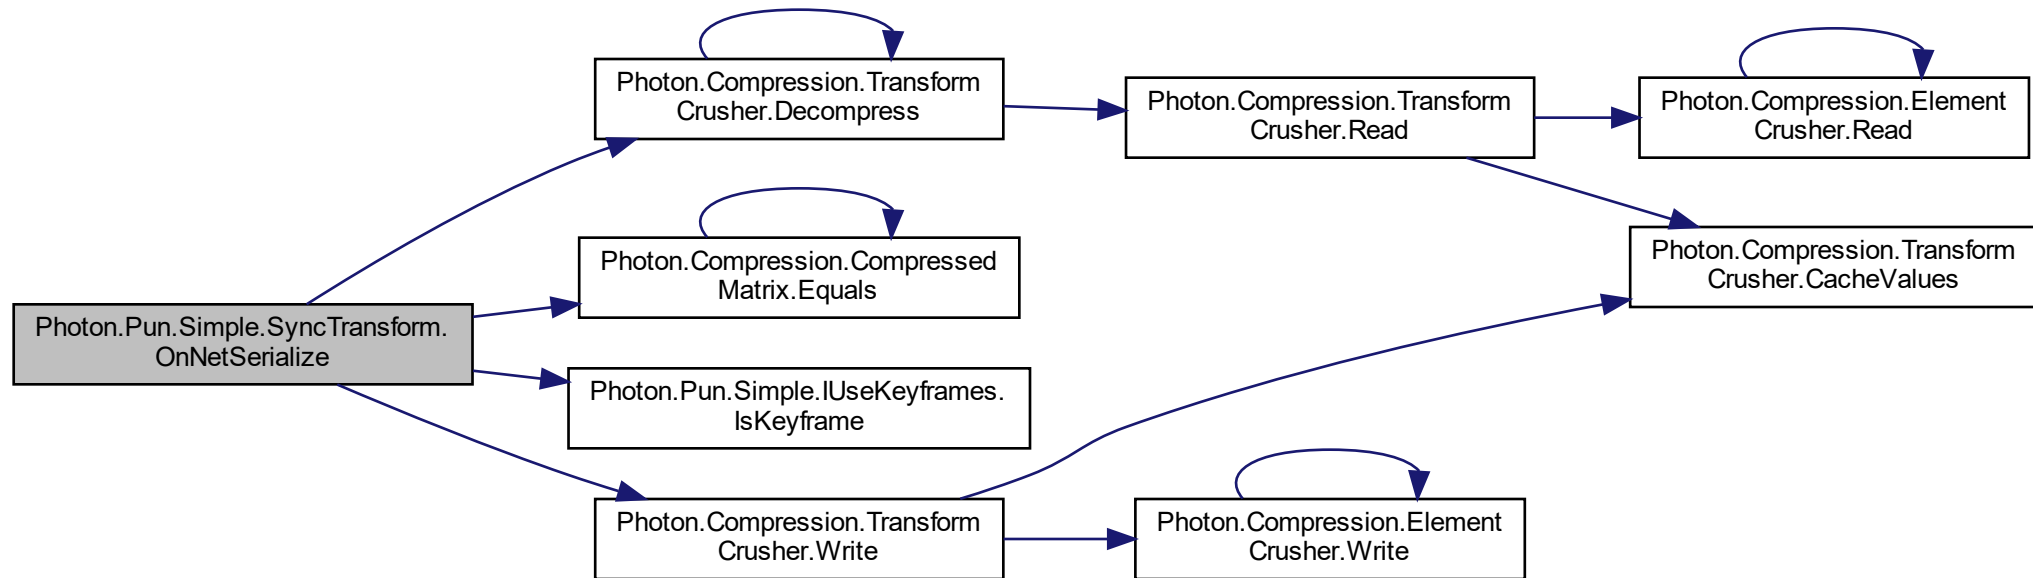 Photon.Compression.Transform
Crusher.Decompress
Photon.Compression.Transform
Crusher.Read
Photon.Compression.Element
Crusher.Read
Photon.Compression.Compressed
Matrix.Equals
Photon.Compression.Transform
Crusher.CacheValues
Photon.Pun.Simple.SyncTransform.
OnNetSerialize
Photon.Pun.Simple.IUseKeyframes.
IsKeyframe
Photon.Compression.Transform
Crusher.Write
Photon.Compression.Element
Crusher.Write